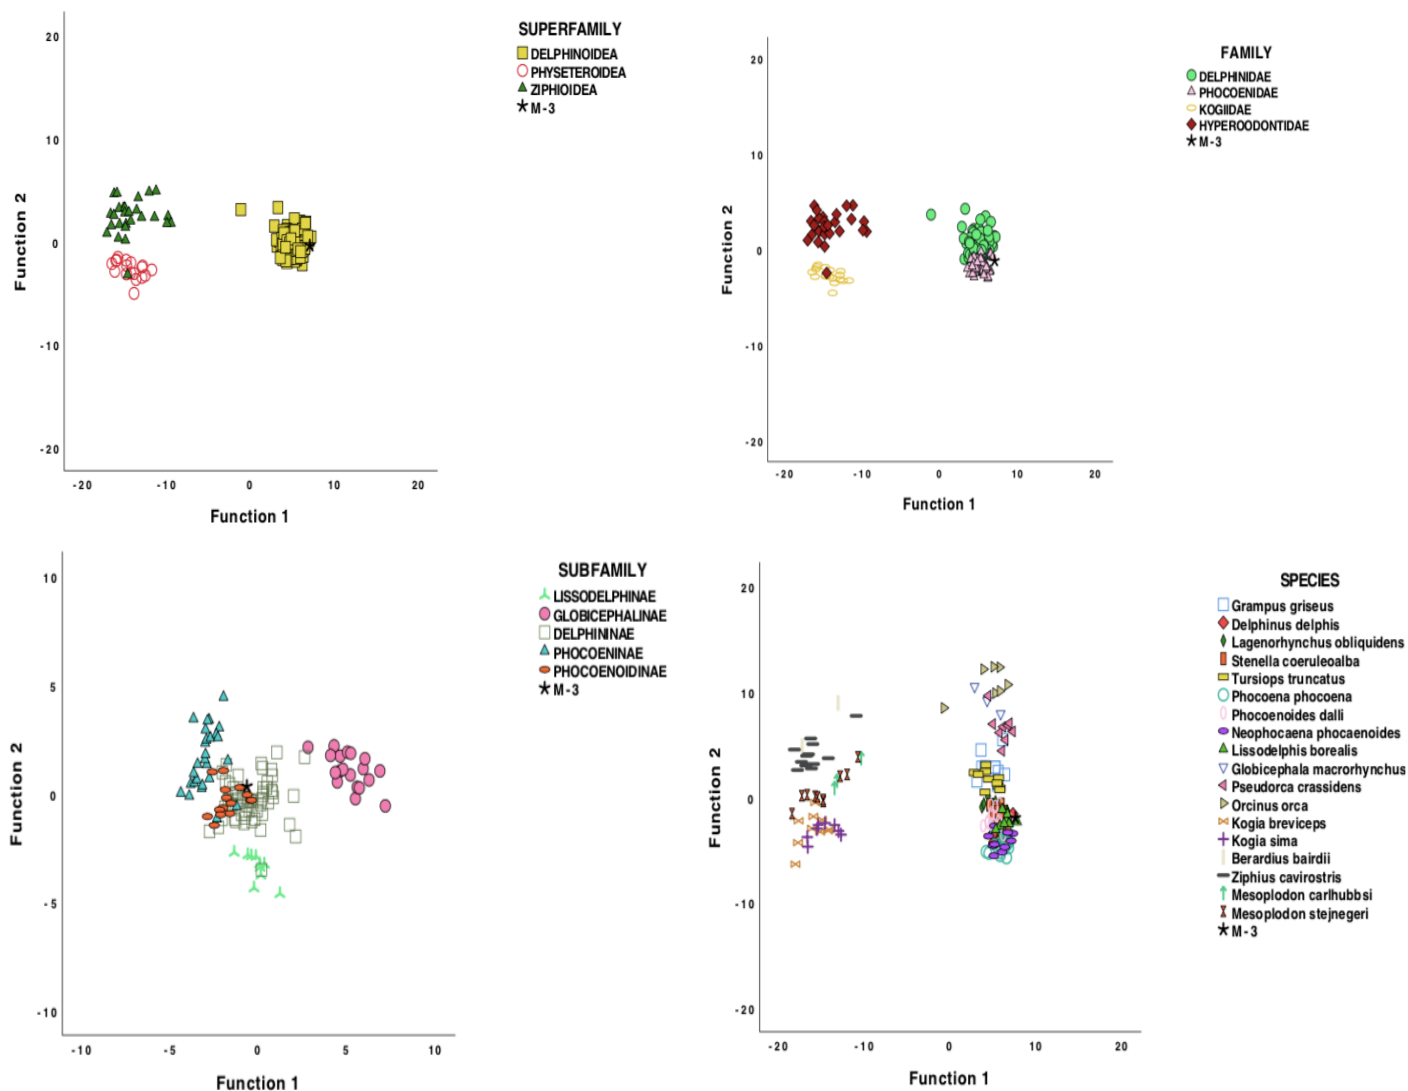 SUPERFAMILY
DELPHINOIDEA
PHYSETEROIDEA
ZIPHIOIDEA
M-3
20
10
0
-10
-20
Function 2
-20 -10 0 10 20
Function 1
FAMILY
DELPHINIDAE
PHOCOENIDAE
KOGIIDAE
HYPEROODONTIDAE
M-3
20
10
0
-10
-20
Function 2
-20 -10 0 10 20
Function 1
SUBFAMILY
LISSODELPHINAE
GLOBICEPHALINAE
DELPHININAE
PHOCOENINAE
PHOCOENOIDINAE
M-3
10
5
0
-5
-10
Function 2
-10 -5 0 5 10
Function 1
SPECIES
Grampus griseus
Delphinus delphis
Lagenorhynchus obliquidens
Stenella coeruleoalba
Tursiops truncatus
Phocoena phocoena
Phocoenoides dalli
Neophocaena phocaenoides
Lissodelphis borealis
Globicephala macrorhynchus
Pseudorca crassidens
Orcinus orca
Kogia breviceps
Kogia sima
Berardius bairdii
Ziphius cavirostris
Mesoplodon carlhubbsi
Mesoplodon stejnegeri
M-3
20
10
0
-10
-20
Function 2
-20 -10 0 10 20
Function 1